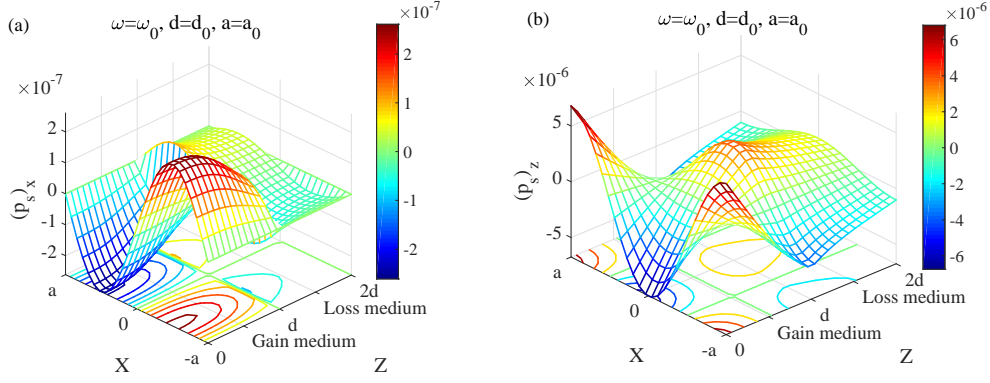 (a)
ω=ω₀, d=d₀, a=a₀
×10⁻⁷
×10⁻⁷
2
1
0
-1
-2
(pₛ)ₓ
a
0
-a
X
0
d
2d
Gain medium
Loss medium
Z
2
1
0
-1
-2
(b)
ω=ω₀, d=d₀, a=a₀
×10⁻⁶
×10⁻⁶
5
0
-5
(pₛ)_z
a
0
-a
X
0
d
2d
Gain medium
Loss medium
Z
6
4
2
0
-2
-4
-6